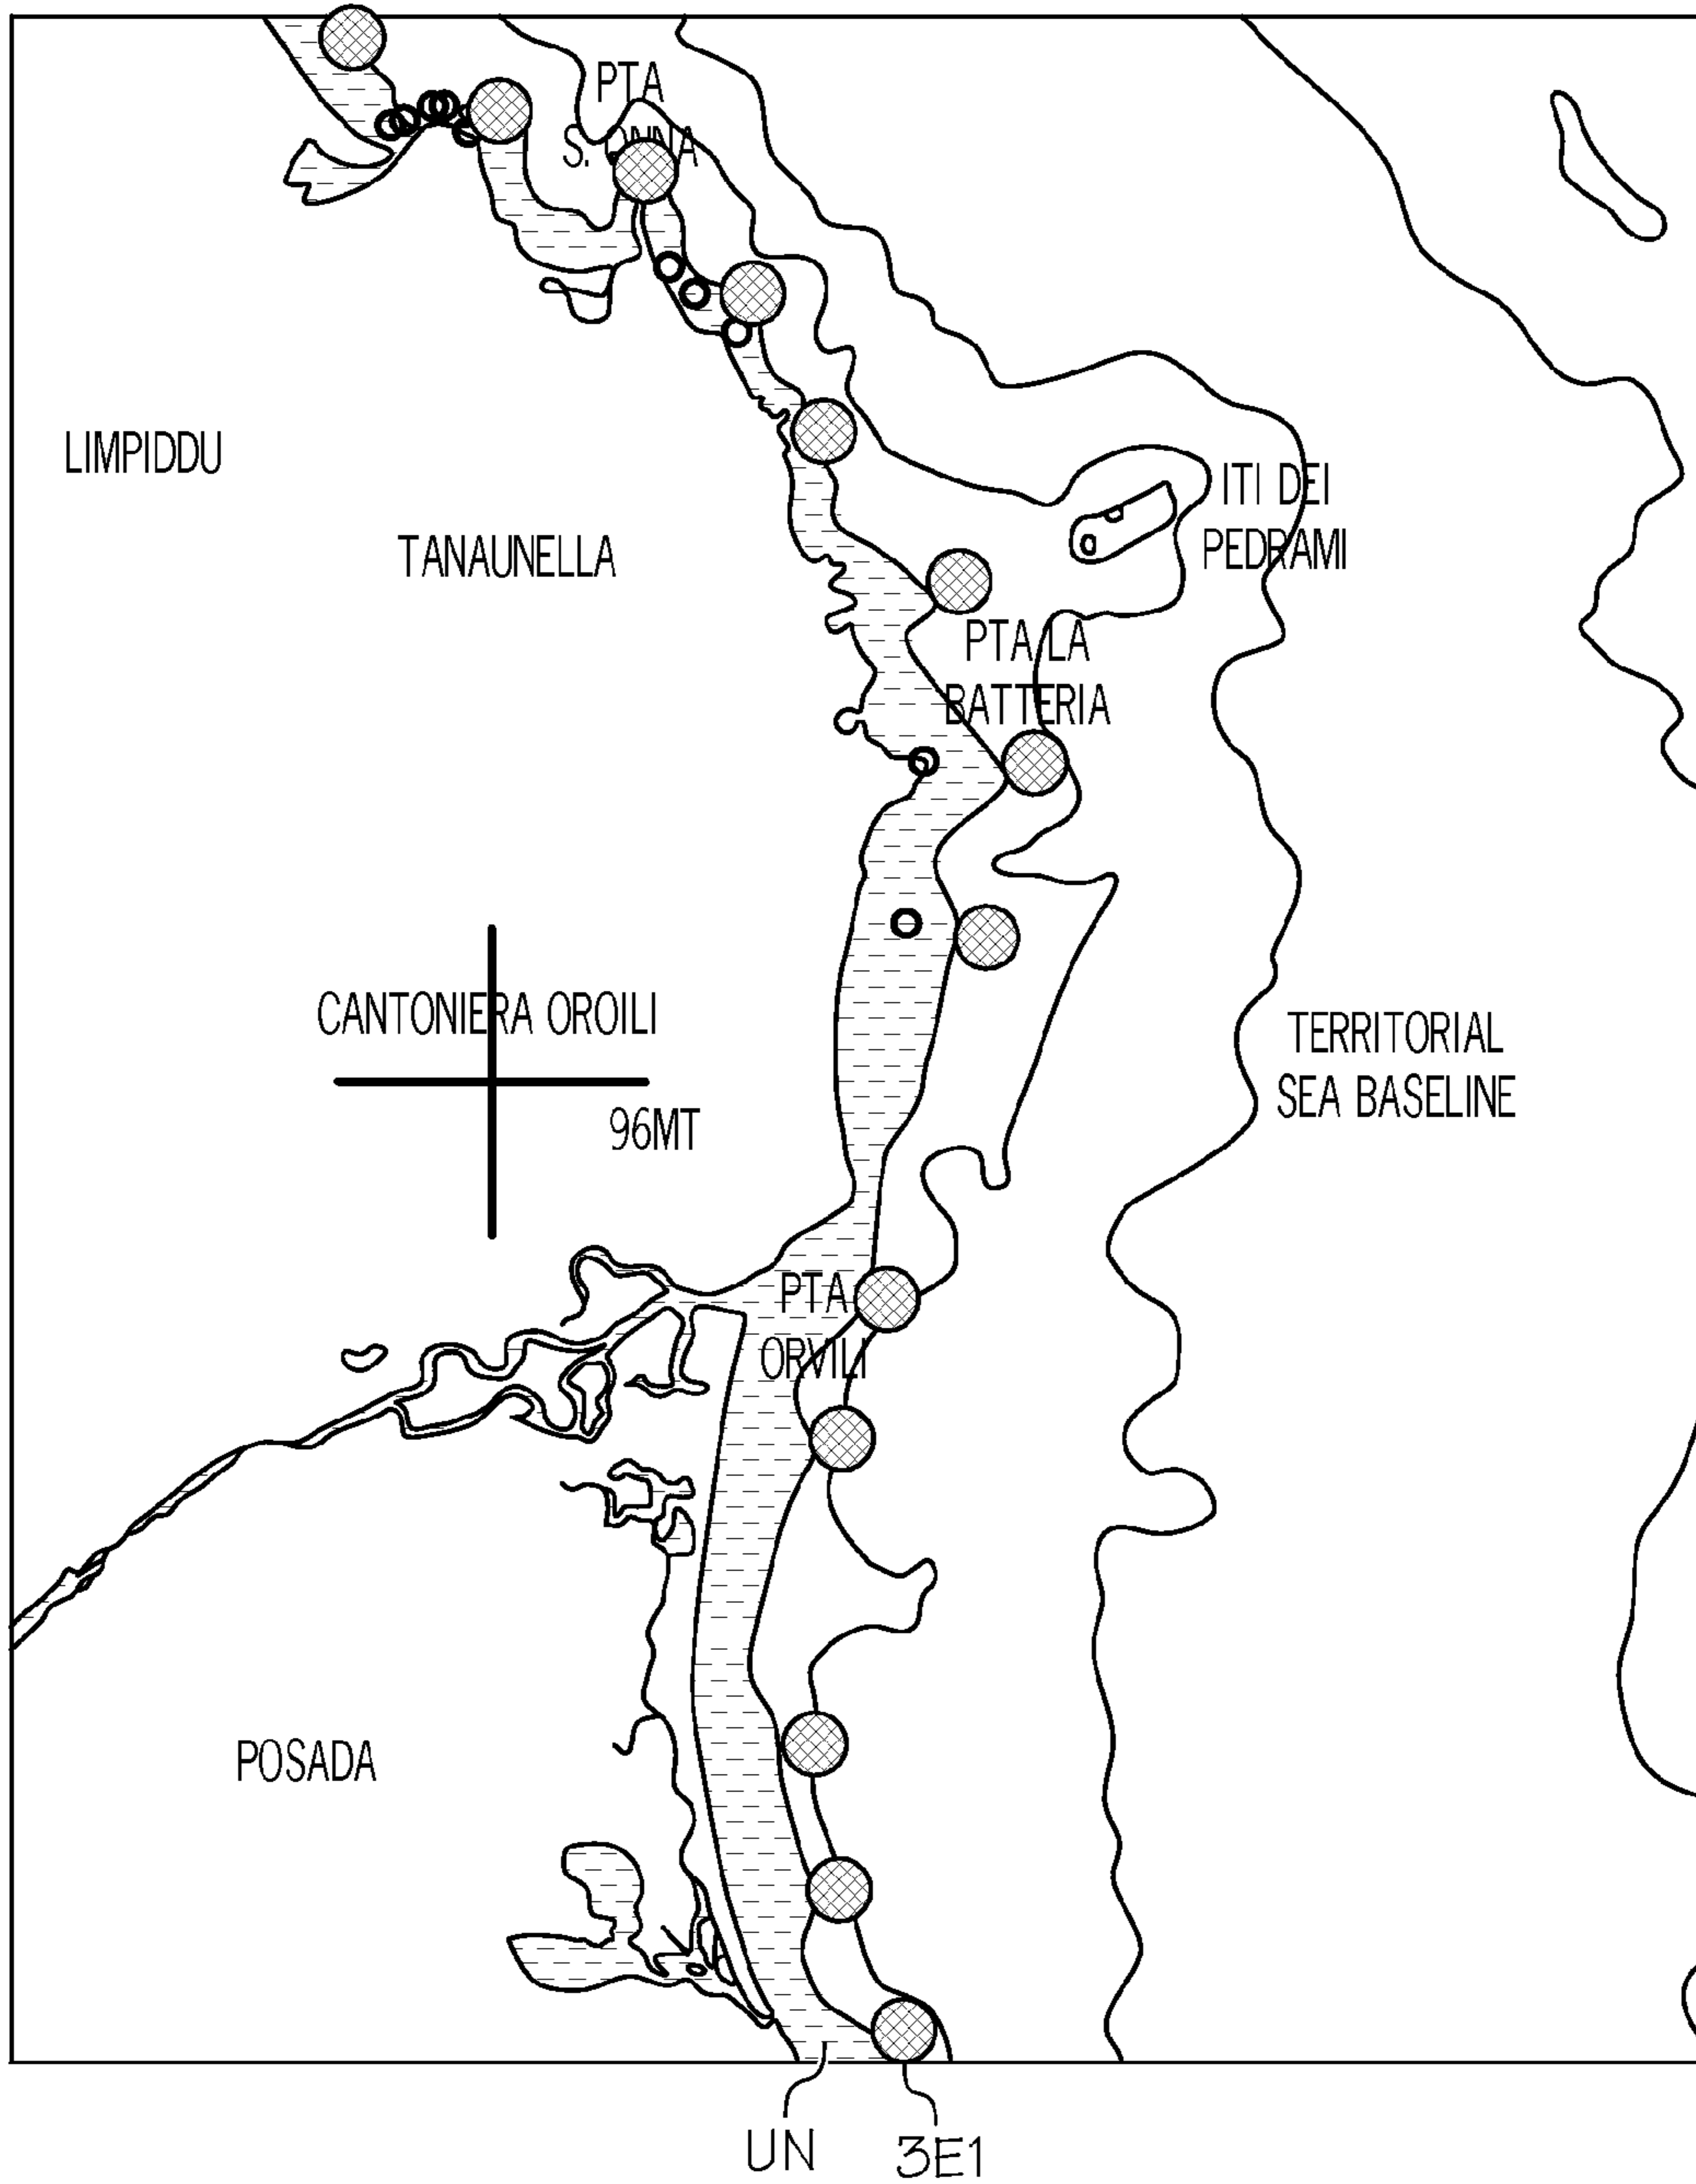 PTA
LIMPIDDU
TANAUNELLA
ITI DEI
PEDRAMI
PTA LA
BATTERIA
CANTONIERA OROILI
96MT
TERRITORIAL
SEA BASELINE
PTA
ORVILI
POSADA
UN
3E1